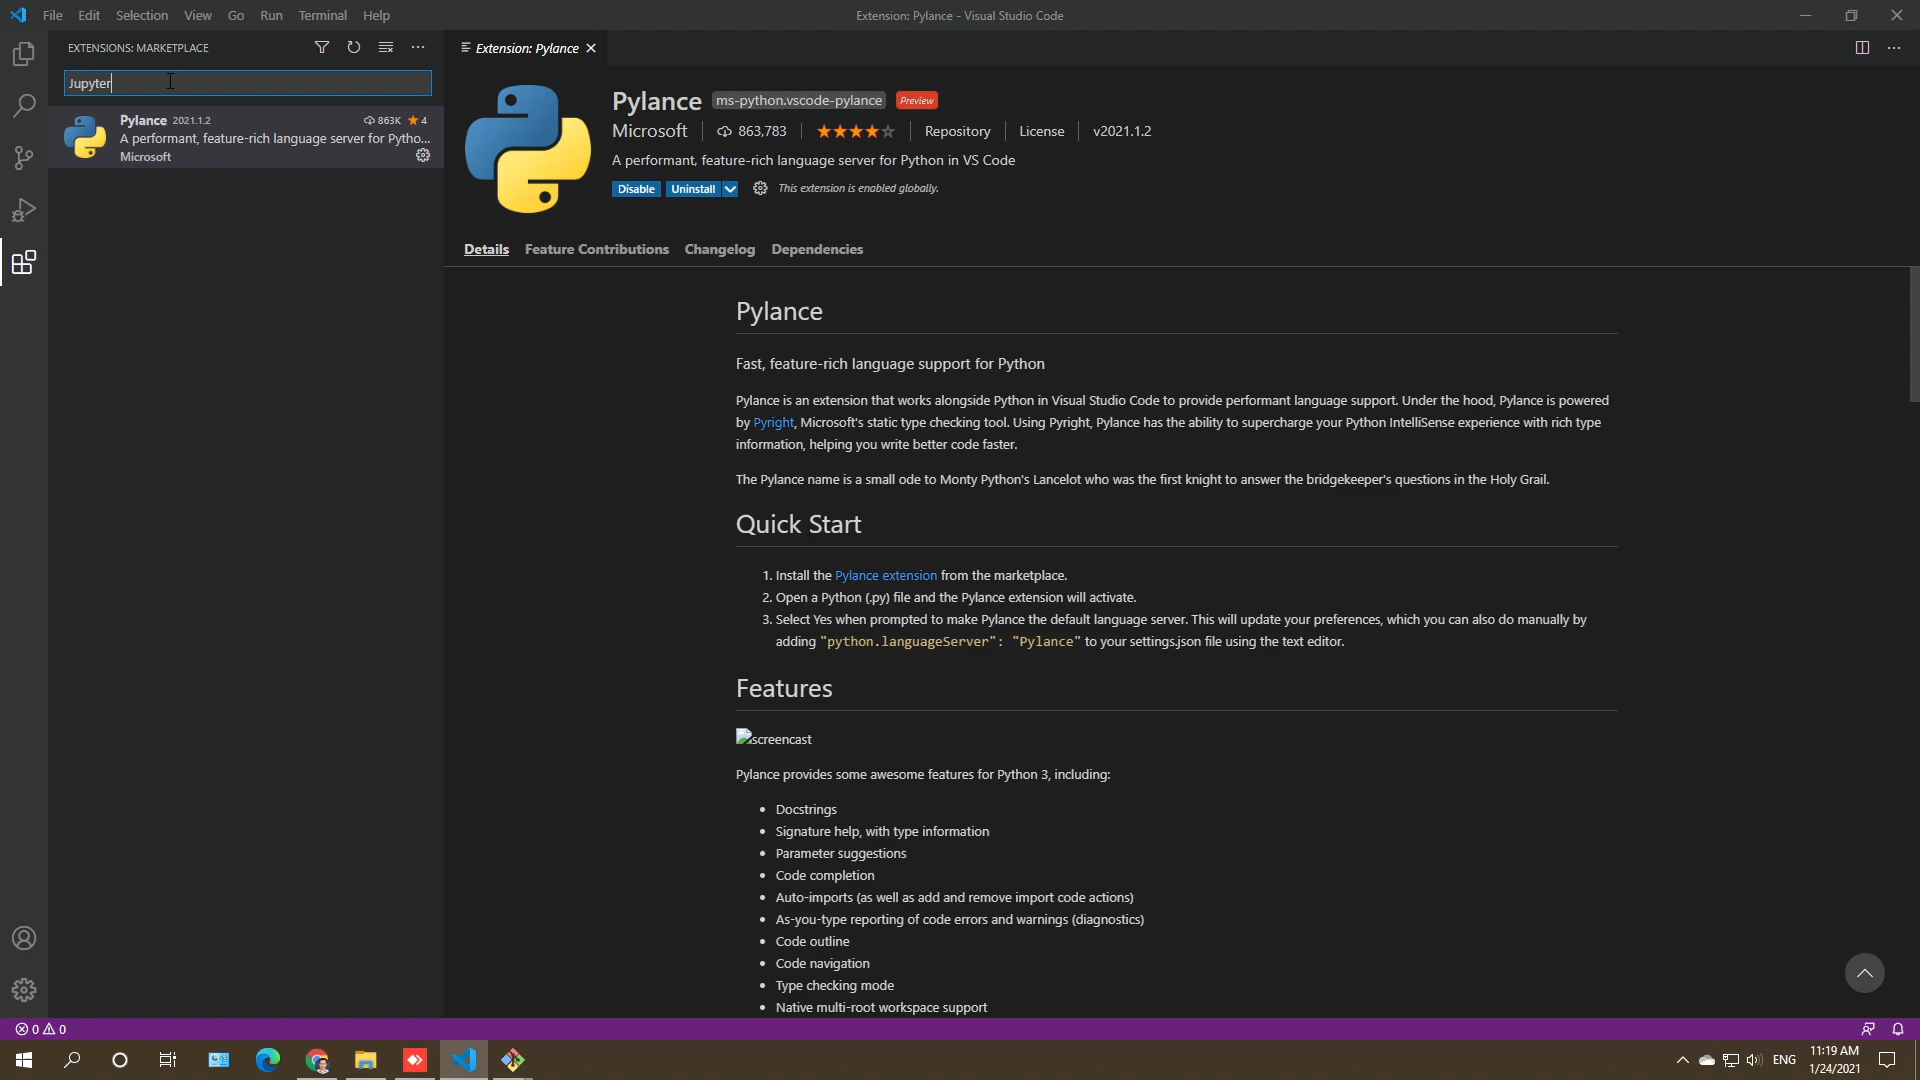 File Edit Selection View Go Run Terminal Help
Extension: Pylance - Visual Studio Code
EXTENSIONS: MARKETPLACE
Extension: Pylance
Jupyter
Pylance 2021.1.2 863K 4
A performant, feature-rich language server for Pytho...
Microsoft
Pylance ms-python.vscode-pylance Preview
Microsoft 863,783 Repository License v2021.1.2
A performant, feature-rich language server for Python in VS Code
Disable Uninstall This extension is enabled globally.
Details Feature Contributions Changelog Dependencies
Pylance
Fast, feature-rich language support for Python
Pylance is an extension that works alongside Python in Visual Studio Code to provide performant language support. Under the hood, Pylance is powered
by Pyright, Microsoft's static type checking tool. Using Pyright, Pylance has the ability to supercharge your Python IntelliSense experience with rich type
information, helping you write better code faster.
The Pylance name is a small ode to Monty Python's Lancelot who was the first knight to answer the bridgekeeper's questions in the Holy Grail.
Quick Start
1. Install the Pylance extension from the marketplace.
2. Open a Python (.py) file and the Pylance extension will activate.
3. Select Yes when prompted to make Pylance the default language server. This will update your preferences, which you can also do manually by
adding "python.languageServer": "Pylance" to your settings.json file using the text editor.
Features
screencast
Pylance provides some awesome features for Python 3, including:
• Docstrings
• Signature help, with type information
• Parameter suggestions
• Code completion
• Auto-imports (as well as add and remove import code actions)
• As-you-type reporting of code errors and warnings (diagnostics)
• Code outline
• Code navigation
• Type checking mode
• Native multi-root workspace support
0 0
ENG
11:19 AM
1/24/2021